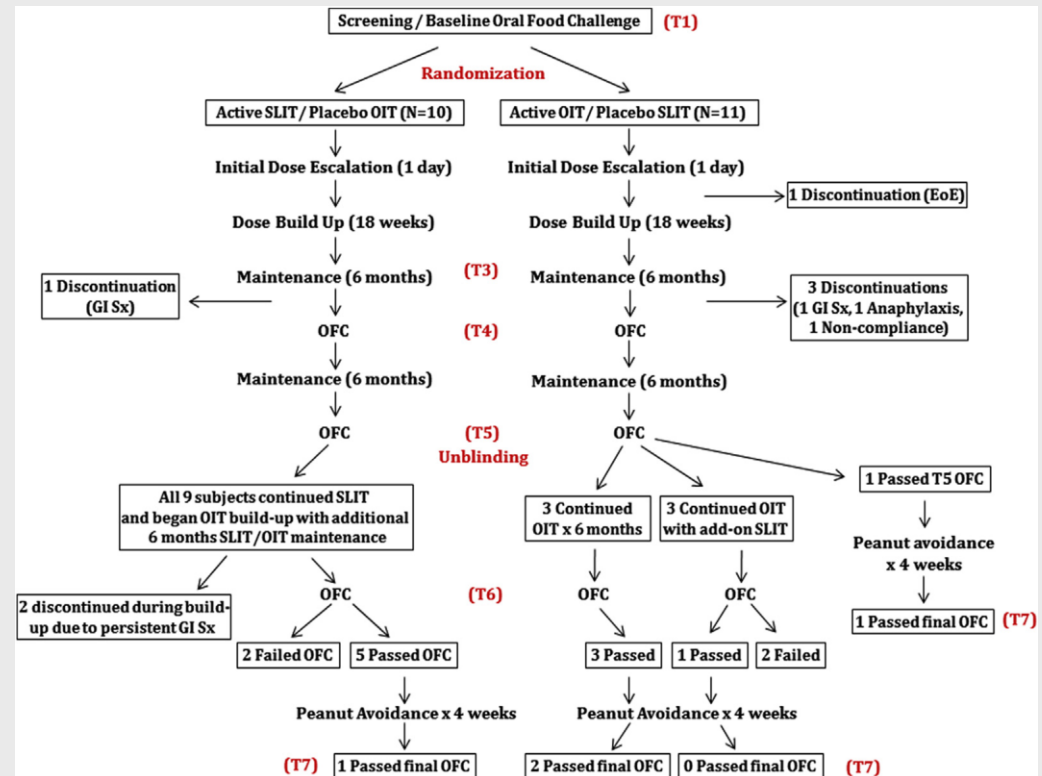 Screening / Baseline Oral Food Challenge (T1)
Randomization
Active SLIT/ Placebo OIT (N=10)
Active OIT/ Placebo SLIT (N=11)
Initial Dose Escalation (1 day)
Initial Dose Escalation (1 day)
1 Discontinuation (EoE)
Dose Build Up (18 weeks)
Dose Build Up (18 weeks)
Maintenance (6 months)
(T3)
Maintenance (6 months)
1 Discontinuation
(GI Sx)
3 Discontinuations
(1 GI Sx, 1 Anaphylaxis,
1 Non-compliance)
OFC
(T4)
OFC
Maintenance (6 months)
Maintenance (6 months)
OFC
(T5)
OFC
Unblinding
1 Passed T5 OFC
All 9 subjects continued SLIT
and began OIT build-up with additional
6 months SLIT/OIT maintenance
3 Continued
OIT x 6 months
3 Continued OIT
with add-on SLIT
Peanut avoidance
x 4 weeks
2 discontinued during build-
up due to persistent GI Sx
OFC
(T6)
OFC
OFC
1 Passed final OFC (T7)
2 Failed OFC
5 Passed OFC
3 Passed
1 Passed
2 Failed
Peanut Avoidance x 4 weeks
Peanut Avoidance x 4 weeks
(T7) 1 Passed final OFC
2 Passed final OFC
0 Passed final OFC (T7)